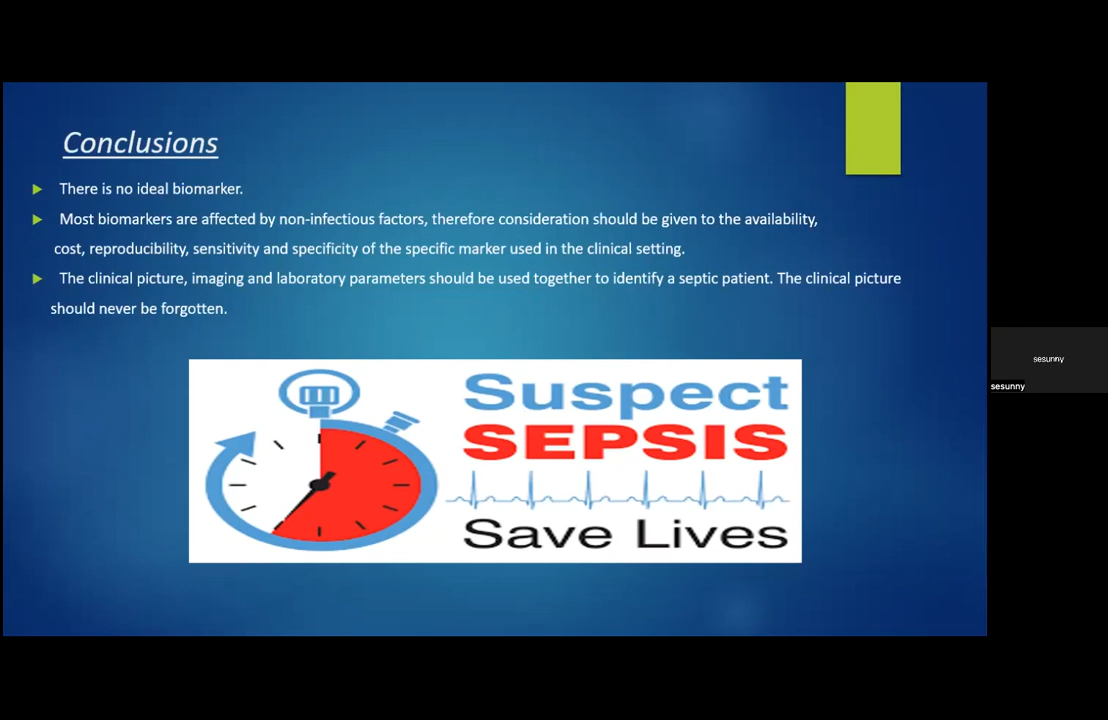 Conclusions
There is no ideal biomarker.
Most biomarkers are affected by non-infectious factors, therefore consideration should be given to the availability,
cost, reproducibility, sensitivity and specificity of the specific marker used in the clinical setting.
The clinical picture, imaging and laboratory parameters should be used together to identify a septic patient. The clinical picture
should never be forgotten.
Suspect
SEPSIS
Save Lives
sesunny
sesunny